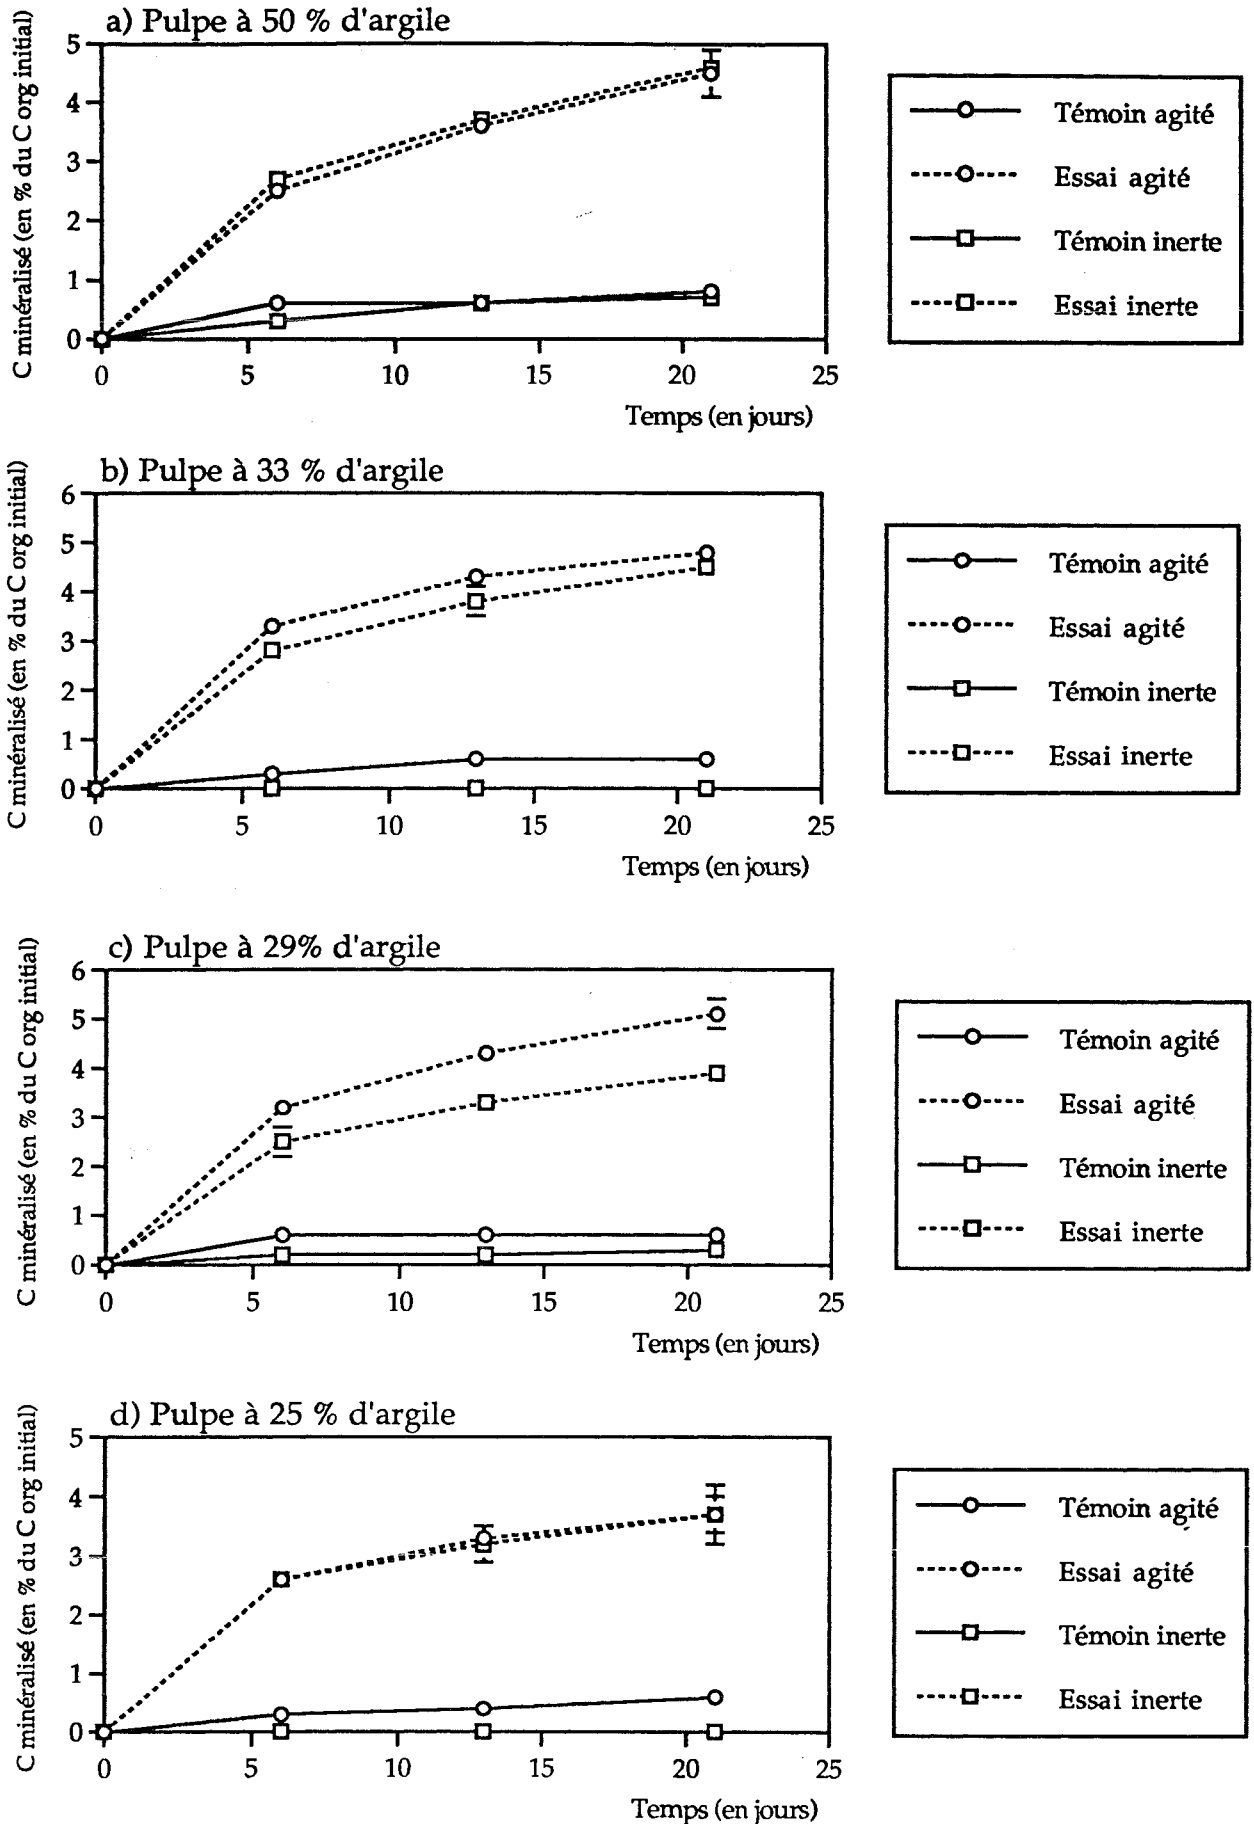 a) Pulpe à 50 % d'argile
C minéralisé (en % du C org initial)
5
4
3
2
1
0
0 5 10 15 20 25
Temps (en jours)
Témoin agité
Essai agité
Témoin inerte
Essai inerte
b) Pulpe à 33 % d'argile
C minéralisé (en % du C org initial)
6
5
4
3
2
1
0
0 5 10 15 20 25
Temps (en jours)
Témoin agité
Essai agité
Témoin inerte
Essai inerte
c) Pulpe à 29% d'argile
C minéralisé (en % du C org initial)
6
5
4
3
2
1
0
0 5 10 15 20 25
Temps (en jours)
Témoin agité
Essai agité
Témoin inerte
Essai inerte
d) Pulpe à 25 % d'argile
C minéralisé (en % du C org initial)
5
4
3
2
1
0
0 5 10 15 20 25
Temps (en jours)
Témoin agité
Essai agité
Témoin inerte
Essai inerte